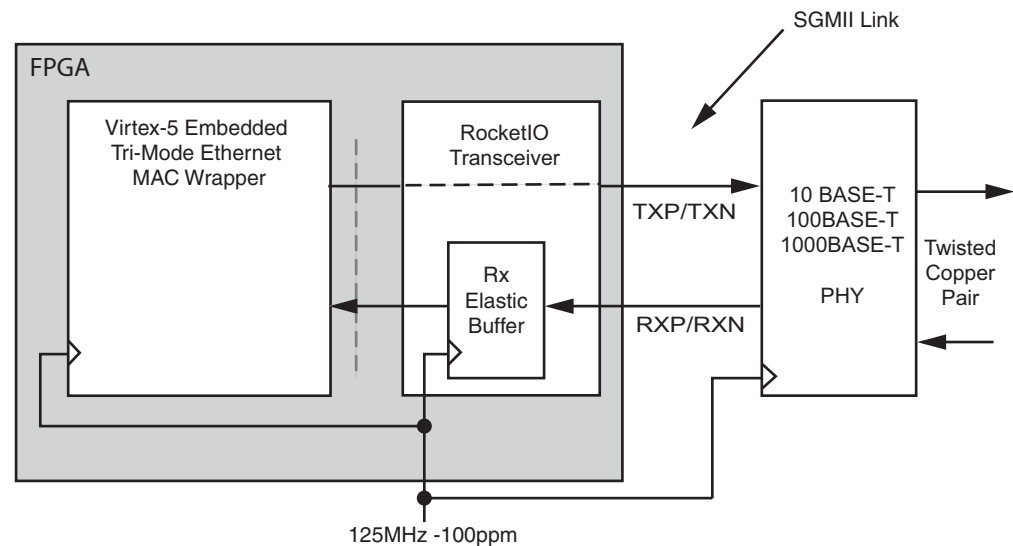 SGMII Link
FPGA
Virtex-5 Embedded
Tri-Mode Ethernet
MAC Wrapper
RocketIO
Transceiver
TXP/TXN
10 BASE-T
100BASE-T
1000BASE-T
PHY
Twisted
Copper
Pair
Rx
Elastic
Buffer
RXP/RXN
125MHz -100ppm